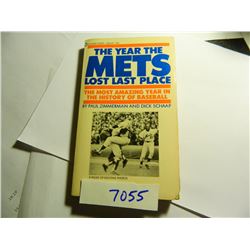 THE YEAR THE
METS
LOST LAST PLACE
THE MOST AMAZING YEAR IN
THE HISTORY OF BASEBALL
BY PAUL ZIMMERMAN AND DICK SCHAAP
7055